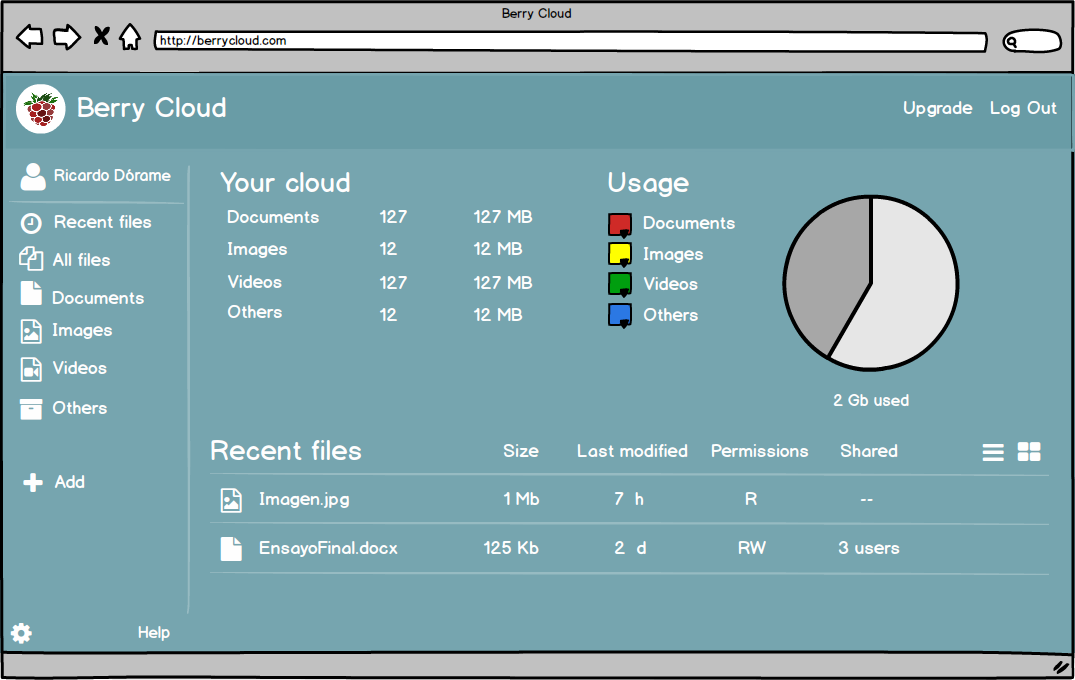 Berry Cloud
http://berrycloud.com
Berry Cloud
Upgrade Log Out
Ricardo Dórame
Recent files
All files
Documents
Images
Videos
Others
Add
Help
Your cloud
Documents 127 127 MB
Images 12 12 MB
Videos 127 127 MB
Others 12 12 MB
Usage
Documents
Images
Videos
Others
2 Gb used
Recent files Size Last modified Permissions Shared
Imagen.jpg 1 Mb 7 h R --
EnsayoFinal.docx 125 Kb 2 d RW 3 users